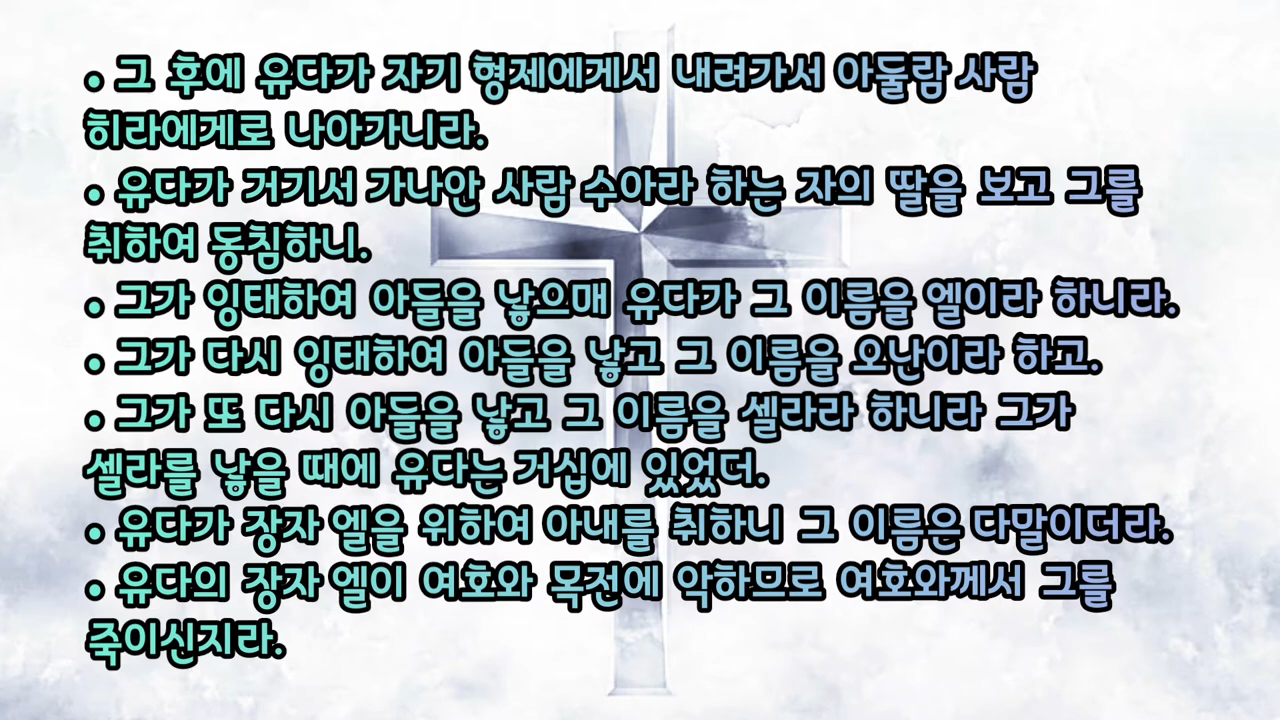 • 그 후에 유다가 자기 형제에게서 내려가서 아둘람 사람
히라에게로 나아가니라.
• 유다가 거기서 가나안 사람 수아라 하는 자의 딸을 보고 그를
취하여 동침하니.
• 그가 잉태하여 아들을 낳으매 유다가 그 이름을 엘이라 하니라.
• 그가 다시 잉태하여 아들을 낳고 그 이름을 오난이라 하고.
• 그가 또 다시 아들을 낳고 그 이름을 셀라라 하니라 그가
셀라를 낳을 때에 유다는 거십에 있었더.
• 유다가 장자 엘을 위하여 아내를 취하니 그 이름은 다말이더라.
• 유다의 장자 엘이 여호와 목전에 악하므로 여호와께서 그를
죽이신지라.